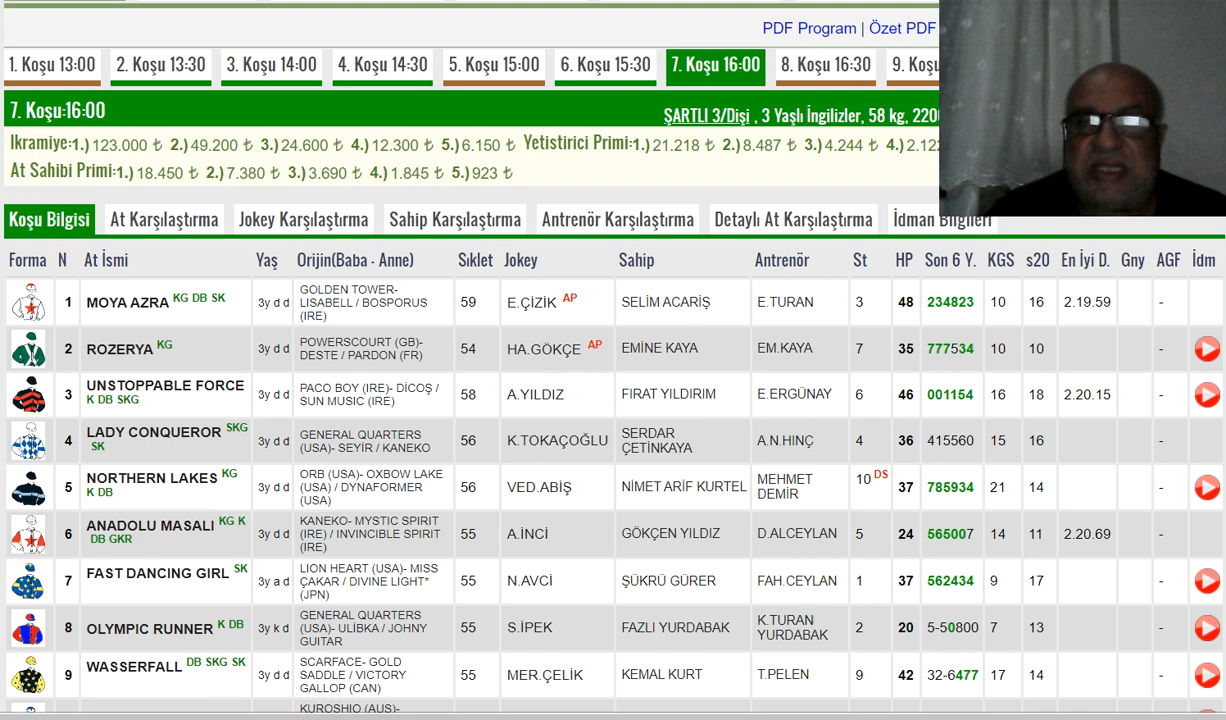 PDF Program | Özet PDF
1. Koşu 13:00 2. Koşu 13:30 3. Koşu 14:00 4. Koşu 14:30 5. Koşu 15:00 6. Koşu 15:30 7. Koşu 16:00 8. Koşu 16:30 9. Koşu
7. Koşu:16:00 ŞARTLI 3/Dişi , 3 Yaşlı İngilizler, 58 kg, 2200
Ikramiye:1.) 123.000 ₺ 2.) 49.200 ₺ 3.) 24.600 ₺ 4.) 12.300 ₺ 5.) 6.150 ₺ Yetistirici Primi:1.) 21.218 ₺ 2.) 8.487 ₺ 3.) 4.244 ₺ 4.) 2.122
At Sahibi Primi:1.) 18.450 ₺ 2.) 7.380 ₺ 3.) 3.690 ₺ 4.) 1.845 ₺ 5.) 923 ₺
Koşu Bilgisi At Karşılaştırma Jokey Karşılaştırma Sahip Karşılaştırma Antrenör Karşılaştırma Detaylı At Karşılaştırma İdman Bilgileri
Forma N At İsmi Yaş Orijin(Baba - Anne) Sıklet Jokey Sahip Antrenör St HP Son 6 Y. KGS s20 En İyi D. Gny AGF İdm
1 MOYA AZRA KG DB SK 3y d d GOLDEN TOWER- LISABELL / BOSPORUS (IRE) 59 E.ÇİZİK AP SELİM ACARİŞ E.TURAN 3 48 234823 10 16 2.19.59 -
2 ROZERYA KG 3y d d POWERSCOURT (GB)- DESTE / PARDON (FR) 54 HA.GÖKÇE AP EMİNE KAYA EM.KAYA 7 35 777534 10 10 -
3 UNSTOPPABLE FORCE K DB SKG 3y d d PACO BOY (IRE)- DİCOŞ / SUN MUSIC (IRE) 58 A.YILDIZ FIRAT YILDIRIM E.ERGÜNAY 6 46 001154 16 18 2.20.15 -
4 LADY CONQUEROR SKG SK 3y d d GENERAL QUARTERS (USA)- SEYİR / KANEKO 56 K.TOKAÇOĞLU SERDAR ÇETİNKAYA A.N.HINÇ 4 36 415560 15 16 -
5 NORTHERN LAKES KG K DB 3y d d ORB (USA)- OXBOW LAKE (USA) / DYNAFORMER (USA) 56 VED.ABİŞ NİMET ARİF KURTEL MEHMET DEMİR 10 DS 37 785934 21 14 -
6 ANADOLU MASALI KG K DB GKR 3y d d KANEKO- MYSTIC SPIRIT (IRE) / INVINCIBLE SPIRIT (IRE) 55 A.İNCİ GÖKÇEN YILDIZ D.ALCEYLAN 5 24 565007 14 11 2.20.69 -
7 FAST DANCING GIRL SK 3y a d LION HEART (USA)- MISS ÇAKAR / DIVINE LIGHT* (JPN) 55 N.AVCİ ŞÜKRÜ GÜRER FAH.CEYLAN 1 37 562434 9 17 -
8 OLYMPIC RUNNER K DB 3y k d GENERAL QUARTERS (USA)- ULİBKA / JOHNY GUITAR 55 S.İPEK FAZLI YURDABAK K.TURAN YURDABAK 2 20 5-50800 7 13 -
9 WASSERFALL DB SKG SK 3y d d SCARFACE- GOLD SADDLE / VICTORY GALLOP (CAN) 55 MER.ÇELİK KEMAL KURT T.PELEN 9 42 32-6477 17 14 -
KUROSHIO (AUS)-